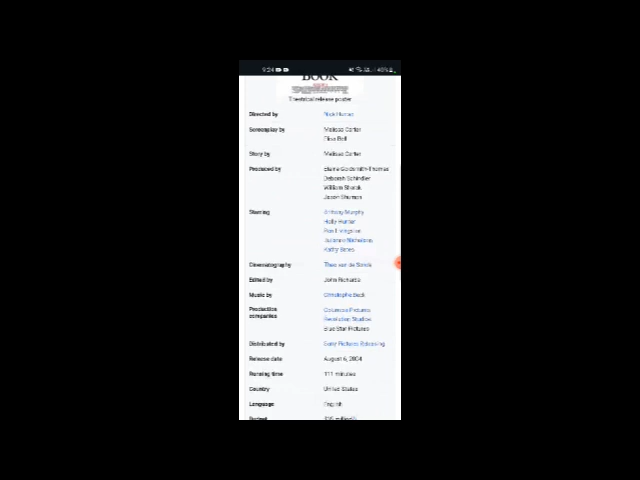 BOOK
Theatrical release poster
Directed by Nick Hurran
Screenplay by Melissa Carter
Elisa Bell
Story by Melissa Carter
Produced by Elaine Goldsmith-Thomas
Deborah Schindler
William Sherak
Jason Shuman
Starring Brittany Murphy
Holly Hunter
Ron Livingston
Julianne Nicholson
Kathy Bates
Cinematography Theo van de Sande
Edited by John Richards
Music by Christophe Beck
Production
companies
Columbia Pictures
Revolution Studios
Blue Star Pictures
Distributed by Sony Pictures Releasing
Release date August 6, 2004
Running time 111 minutes
Country United States
Language English
Budget